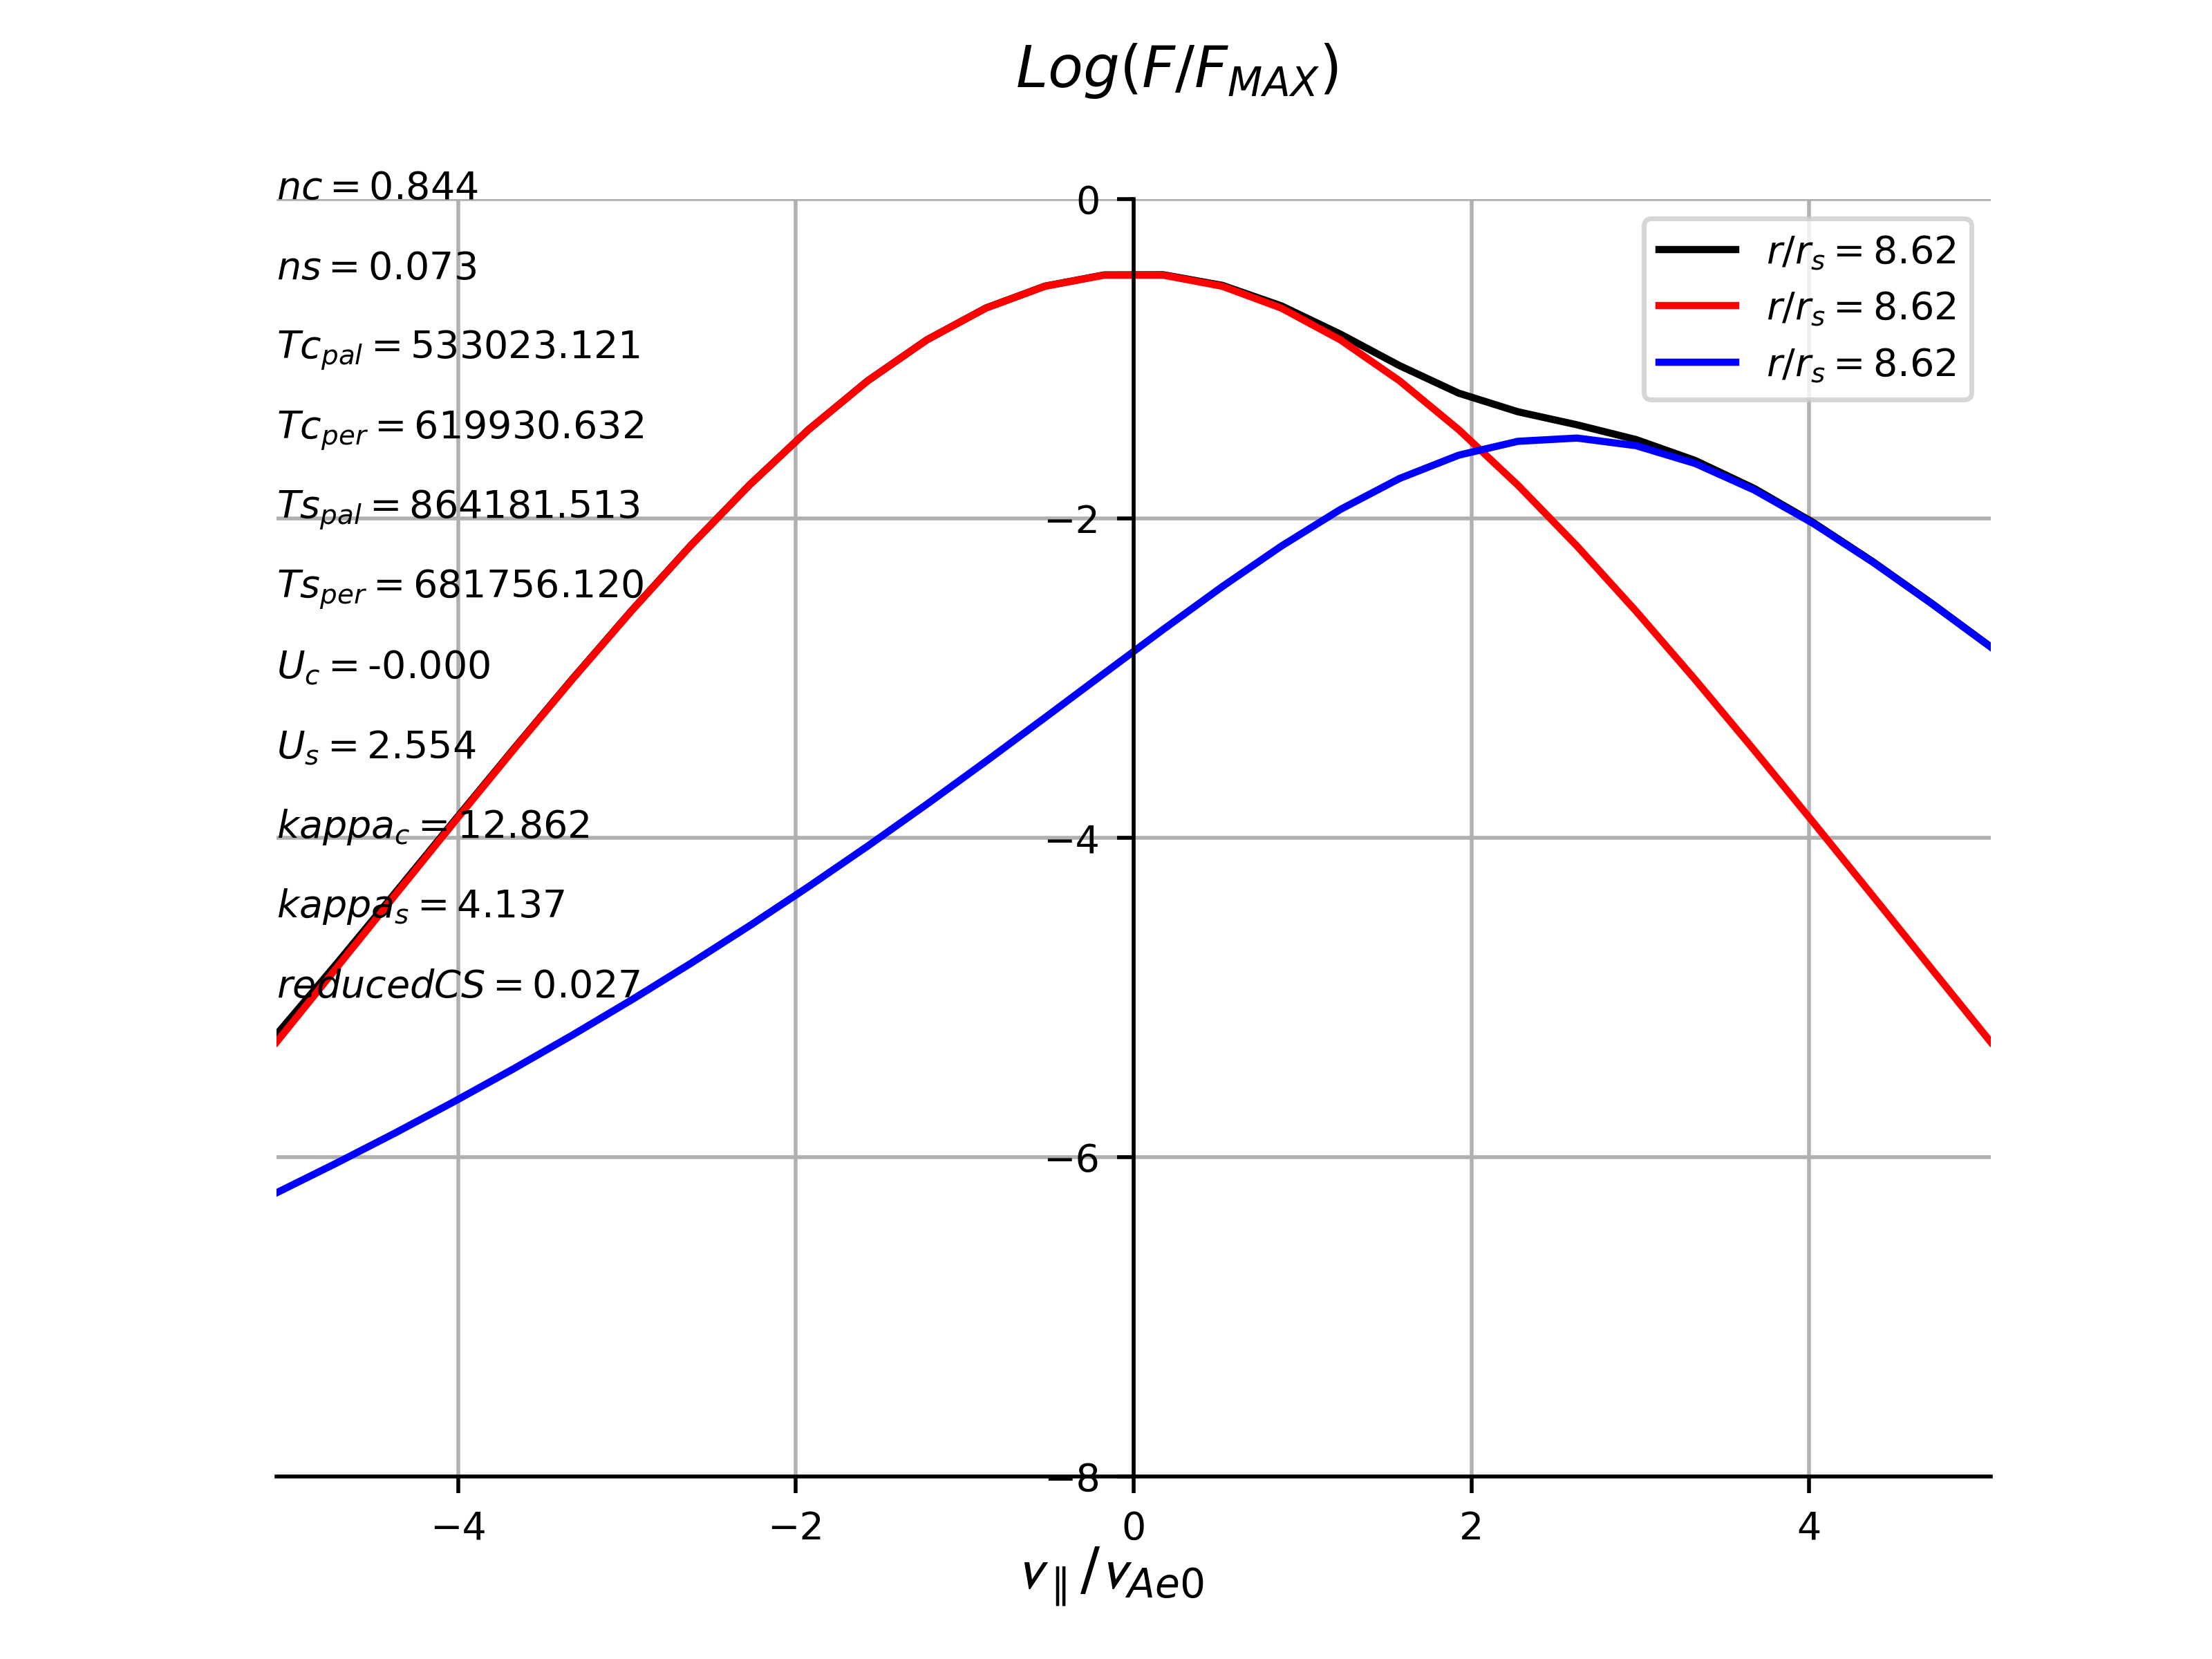 Log(F/F_MAX)
nc = 0.844
ns = 0.073
Tc_pal = 533023.121
Tc_per = 619930.632
Ts_pal = 864181.513
Ts_per = 681756.120
U_c = -0.000
U_s = 2.554
kappa_c = 12.862
kappa_s = 4.137
reducedCS = 0.027
0
−2
−4
−6
−8
r/r_s = 8.62
r/r_s = 8.62
r/r_s = 8.62
−4 −2 0 2 4
v_∥/v_Ae0